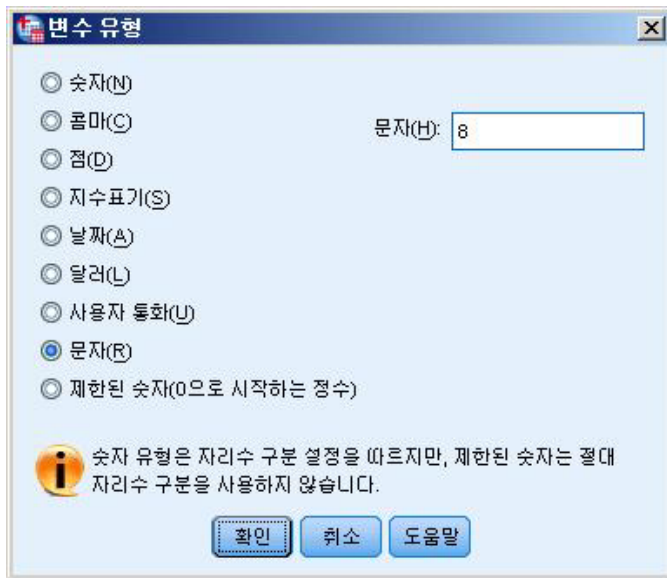 변수 유형
숫자(N)
콤마(C)
문자(H): 8
점(D)
지수표기(S)
날짜(A)
달러(L)
사용자 통화(U)
문자(R)
제한된 숫자(0으로 시작하는 정수)
숫자 유형은 자리수 구분 설정을 따르지만, 제한된 숫자는 절대
자리수 구분을 사용하지 않습니다.
확인 취소 도움말